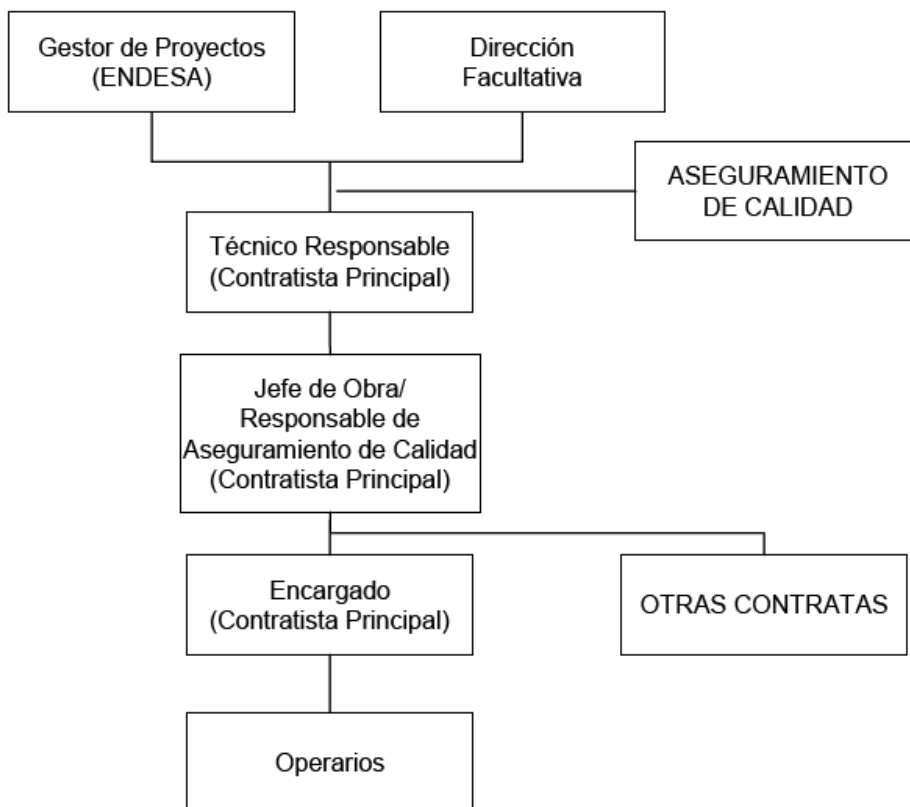 Gestor de Proyectos
(ENDESA)
Dirección
Facultativa
ASEGURAMIENTO
DE CALIDAD
Técnico Responsable
(Contratista Principal)
Jefe de Obra/
Responsable de
Aseguramiento de Calidad
(Contratista Principal)
Encargado
(Contratista Principal)
OTRAS CONTRATAS
Operarios